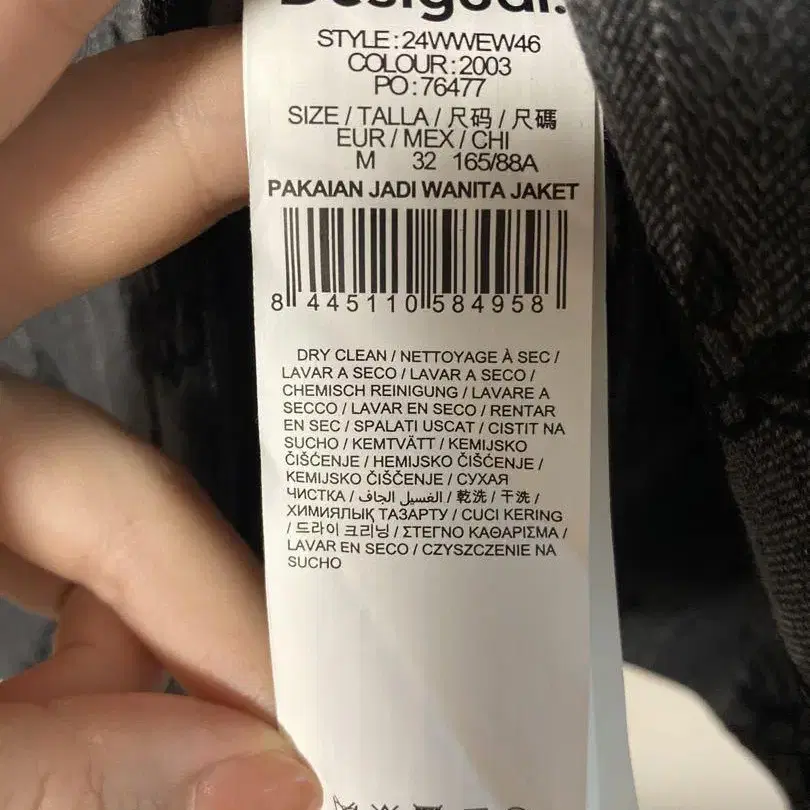 Desigual.
STYLE:24WWEW46
COLOUR:2003
PO:76477
SIZE / TALLA / 尺码 / 尺碼
EUR / MEX / CHI
M 32 165/88A
PAKAIAN JADI WANITA JAKET
8 445110 584958
DRY CLEAN / NETTOYAGE À SEC /
LAVAR A SECO / LAVAR A SECO /
CHEMISCH REINIGUNG / LAVARE A
SECCO / LAVAR EN SECO / RENTAR
EN SEC / SPALATI USCAT / CISTIT NA
SUCHO / KEMTVÄTT / KEMIJSKO
ČIŠĆENJE / HEMIJSKO ČIŠĆENJE /
KEMIJSKO ČIŠČENJE / СУХАЯ
ЧИСТКА / الغسيل الجاف / 乾洗 / 干洗 /
ХИМИЯЛЫҚ ТАЗАРТУ / CUCI KERING
/ 드라이 크리닝 / ΣΤΕΓΝΟ ΚΑΘΑΡΙΣΜΑ /
LAVAR EN SECO / CZYSZCZENIE NA
SUCHO